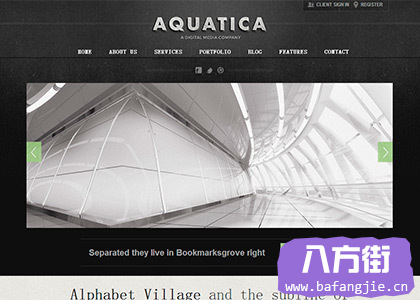 CLIENT SIGN IN REGISTER
AQUATICA
A DIGITAL MEDIA COMPANY
HOME ABOUT US SERVICES PORTFOLIO BLOG FEATURES CONTACT
Separated they live in Bookmarksgrove right
八方街
www.bafangjie.cn
Alphabet Village and the subline of